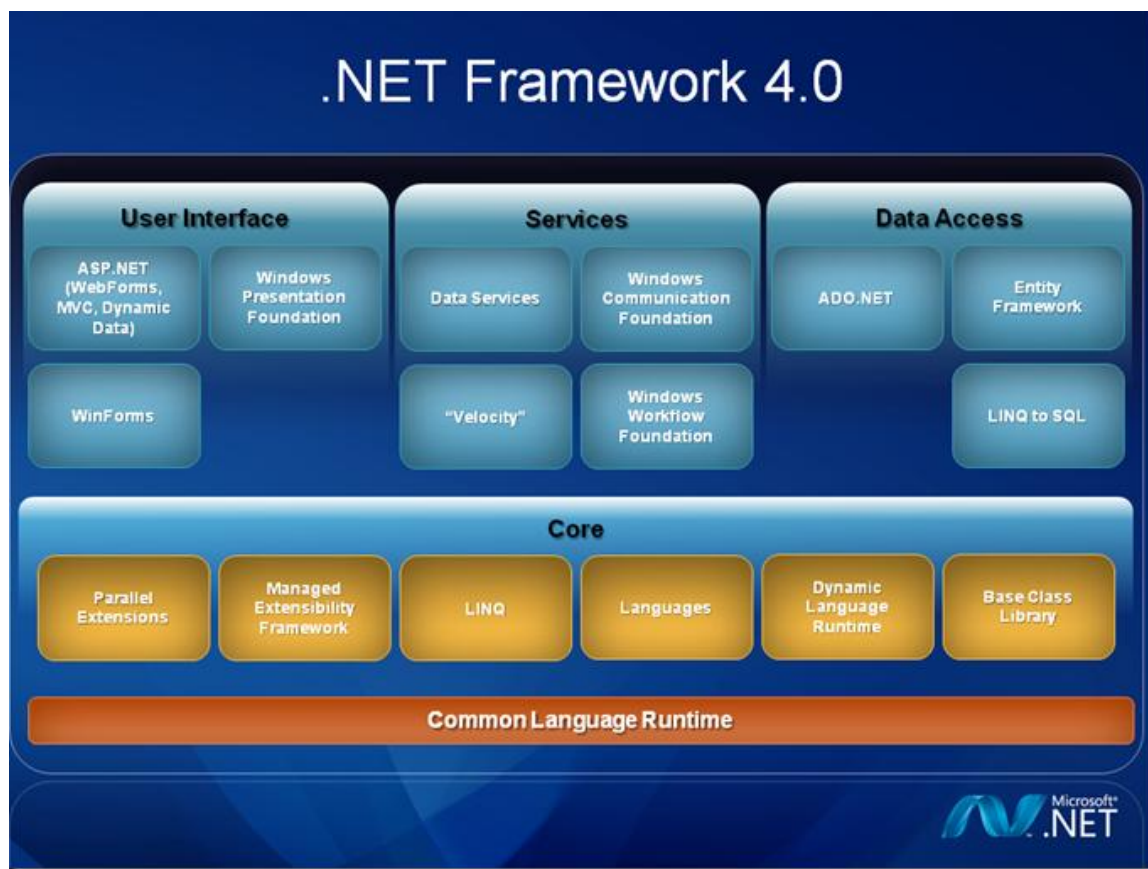 .NET Framework 4.0
User Interface
ASP.NET
(WebForms,
MVC, Dynamic
Data)
Windows
Presentation
Foundation
WinForms
Services
Data Services
Windows
Communication
Foundation
"Velocity"
Windows
Workflow
Foundation
Data Access
ADO.NET
Entity
Framework
LINQ to SQL
Core
Parallel
Extensions
Managed
Extensibility
Framework
LINQ
Languages
Dynamic
Language
Runtime
Base Class
Library
Common Language Runtime
Microsoft®
.NET